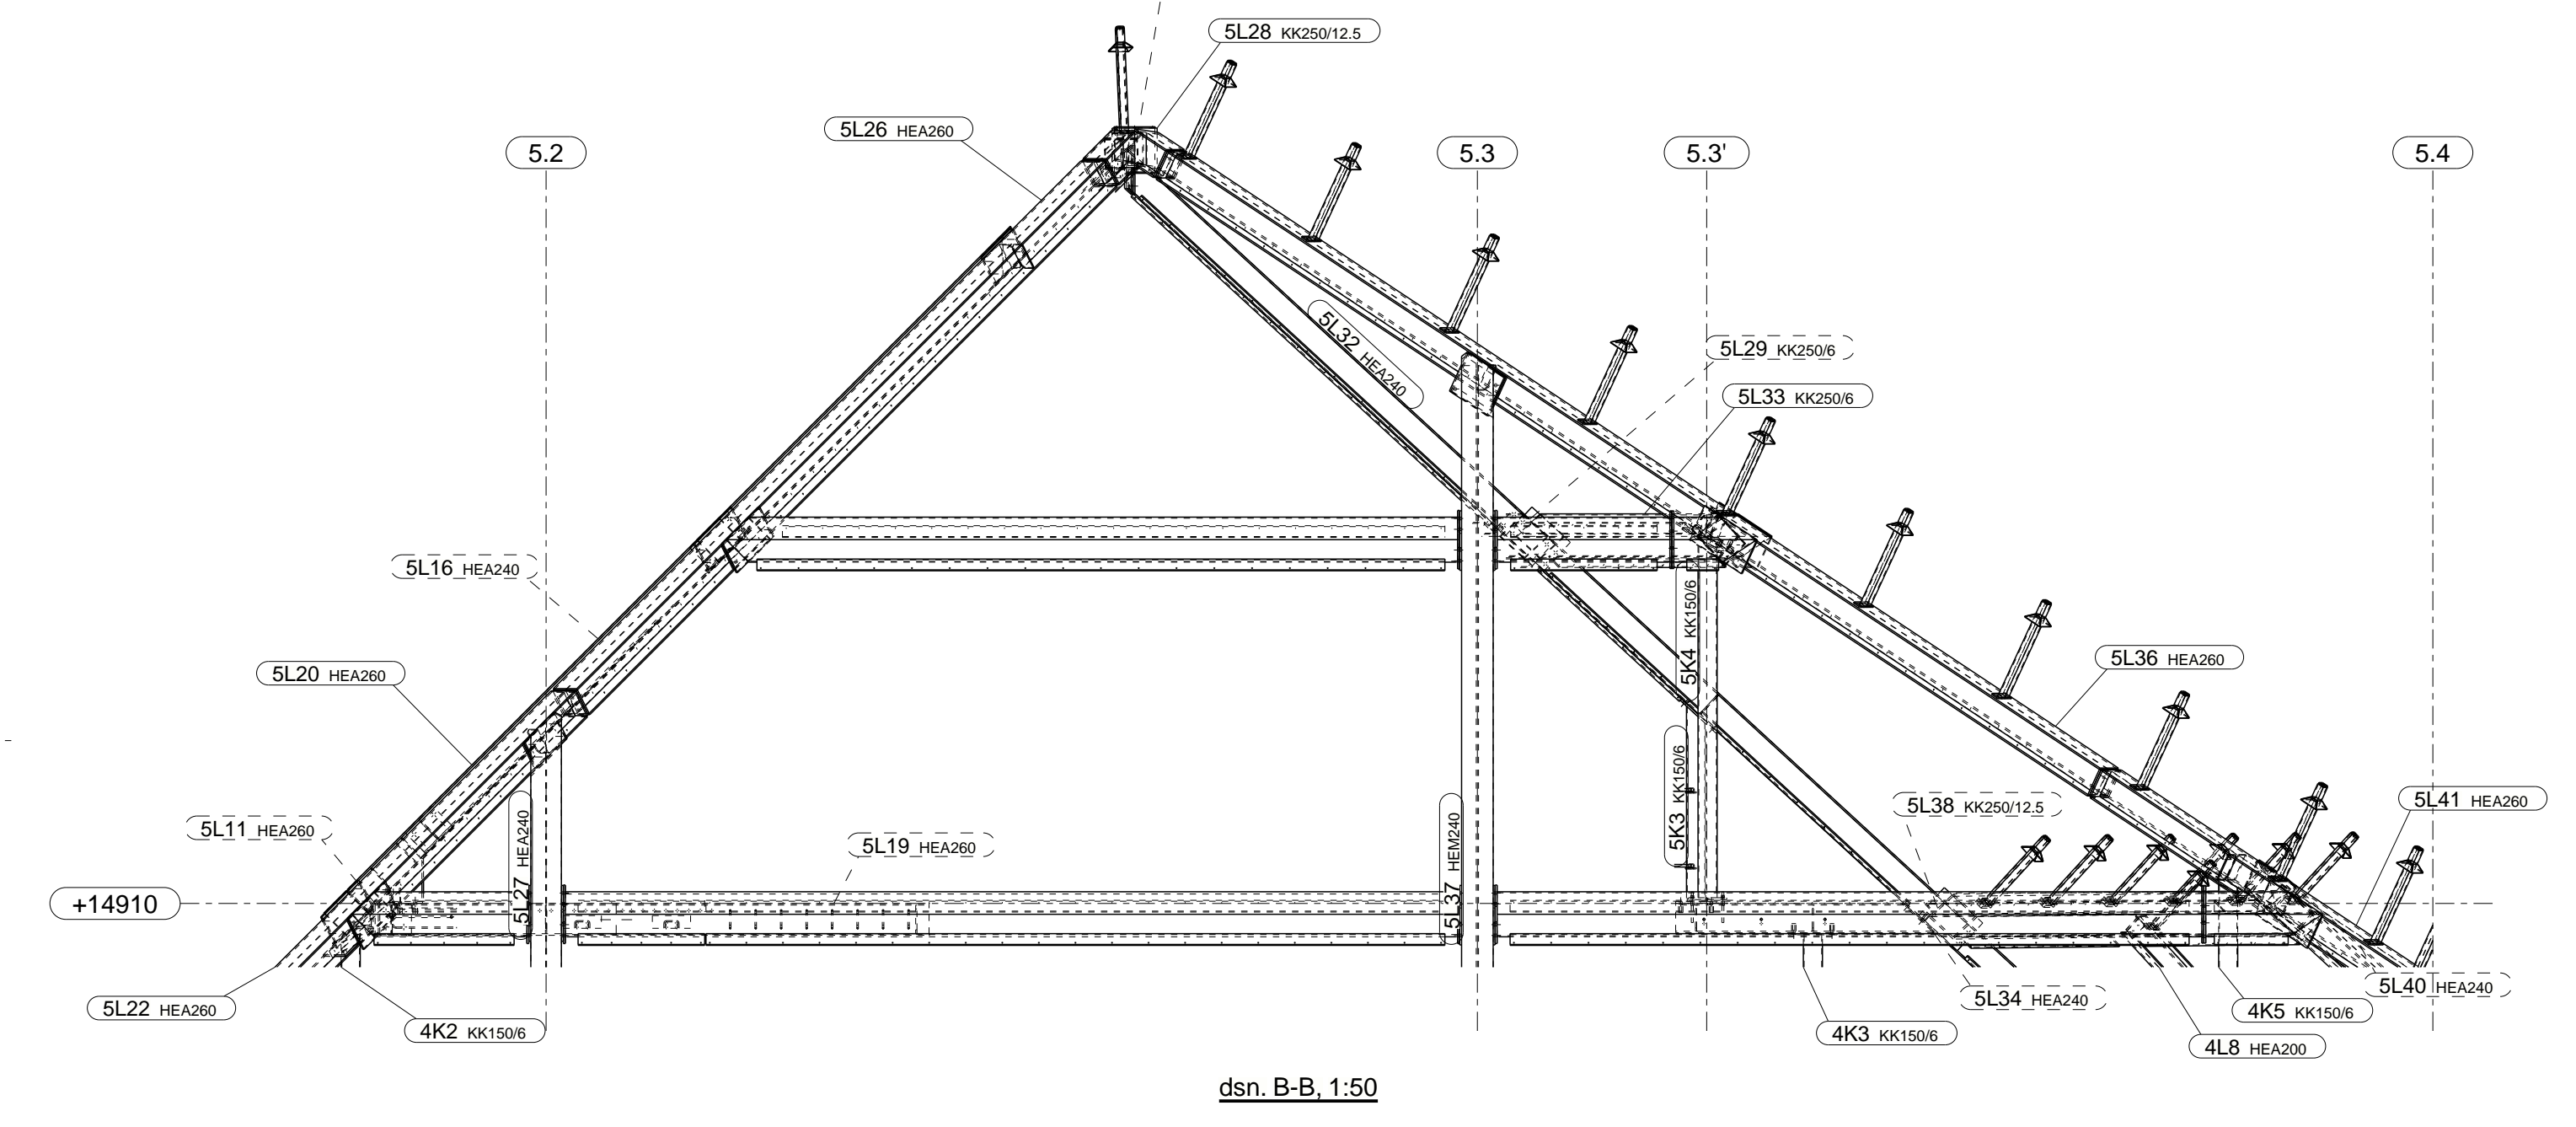 5L28 KK250/12.5
5L26 HEA260
5.2
5.3
5.3'
5.4
5L32 HEA240
5L29 KK250/6
5L33 KK250/6
5L16 HEA240
5K4 KK150/6
5L20 HEA260
5L36 HEA260
5K3 KK150/6
5L38 KK250/12.5
5L41 HEA260
5L11 HEA260
5L27 HEA240
5L19 HEA260
5L37 HEM240
+14910
5L22 HEA260
4K2 KK150/6
5L34 HEA240
5L40 HEA240
4K3 KK150/6
4K5 KK150/6
4L8 HEA200
dsn. B-B, 1:50